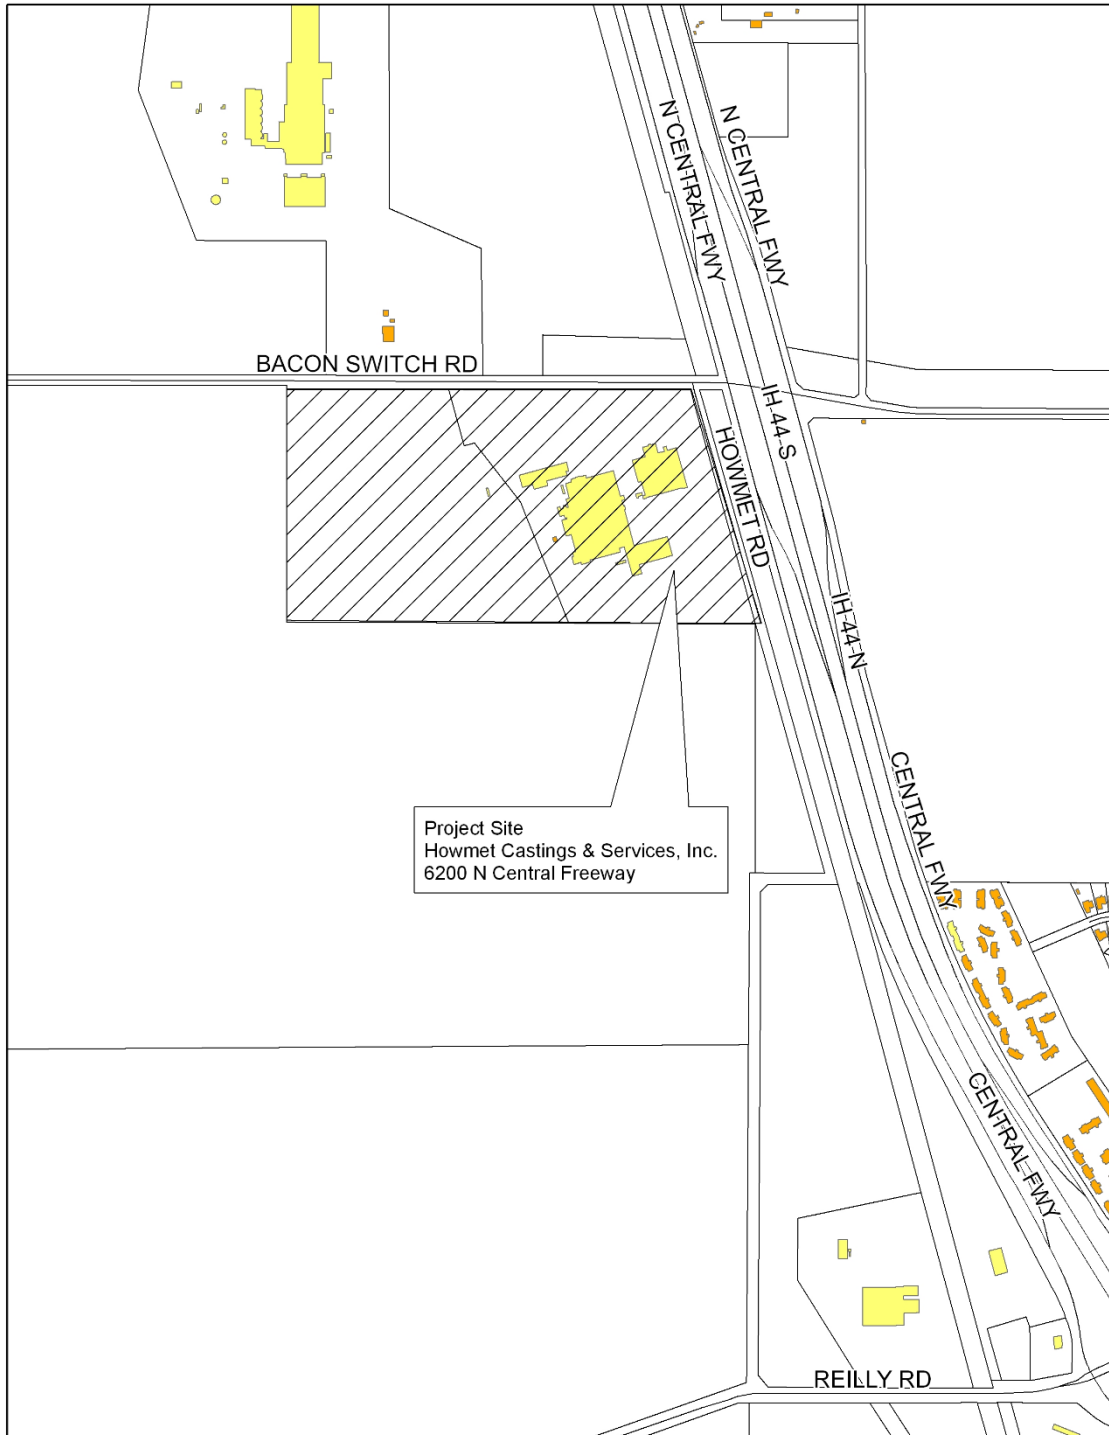 N CENTRAL FWY
N CENTRAL FWY
BACON SWITCH RD
IH 44 S
HOWMET RD
IH 44 N
CENTRAL FWY
Project Site
Howmet Castings & Services, Inc.
6200 N Central Freeway
CENTRAL FWY
REILLY RD